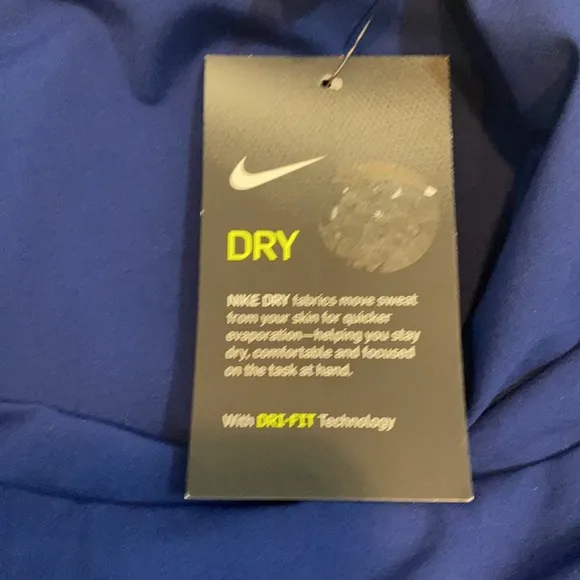 DRY
NIKE DRY fabrics move sweat
from your skin for quicker
evaporation—helping you stay
dry, comfortable and focused
on the task at hand.
With DRI-FIT Technology